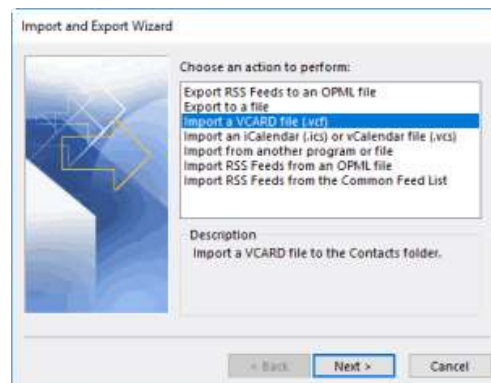 Import and Export Wizard
Choose an action to perform:
Export RSS Feeds to an OPML file
Export to a file
Import a VCARD file (.vcf)
Import an iCalendar (.ics) or vCalendar file (.vcs)
Import from another program or file
Import RSS Feeds from an OPML file
Import RSS Feeds from the Common Feed List
Description
Import a VCARD file to the Contacts folder.
< Back Next > Cancel